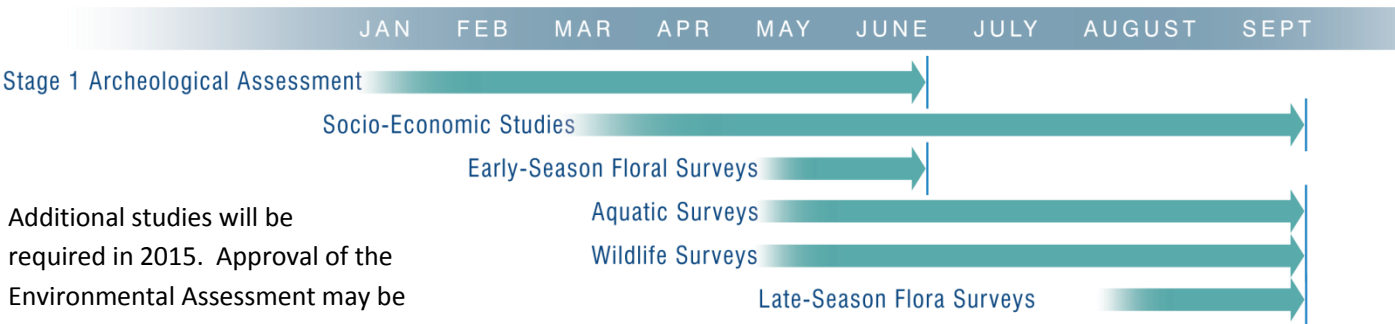 JAN FEB MAR APR MAY JUNE JULY AUGUST SEPT
Stage 1 Archeological Assessment
Socio-Economic Studies
Early-Season Floral Surveys
Aquatic Surveys
Wildlife Surveys
Late-Season Flora Surveys
Additional studies will be
required in 2015. Approval of the
Environmental Assessment may be